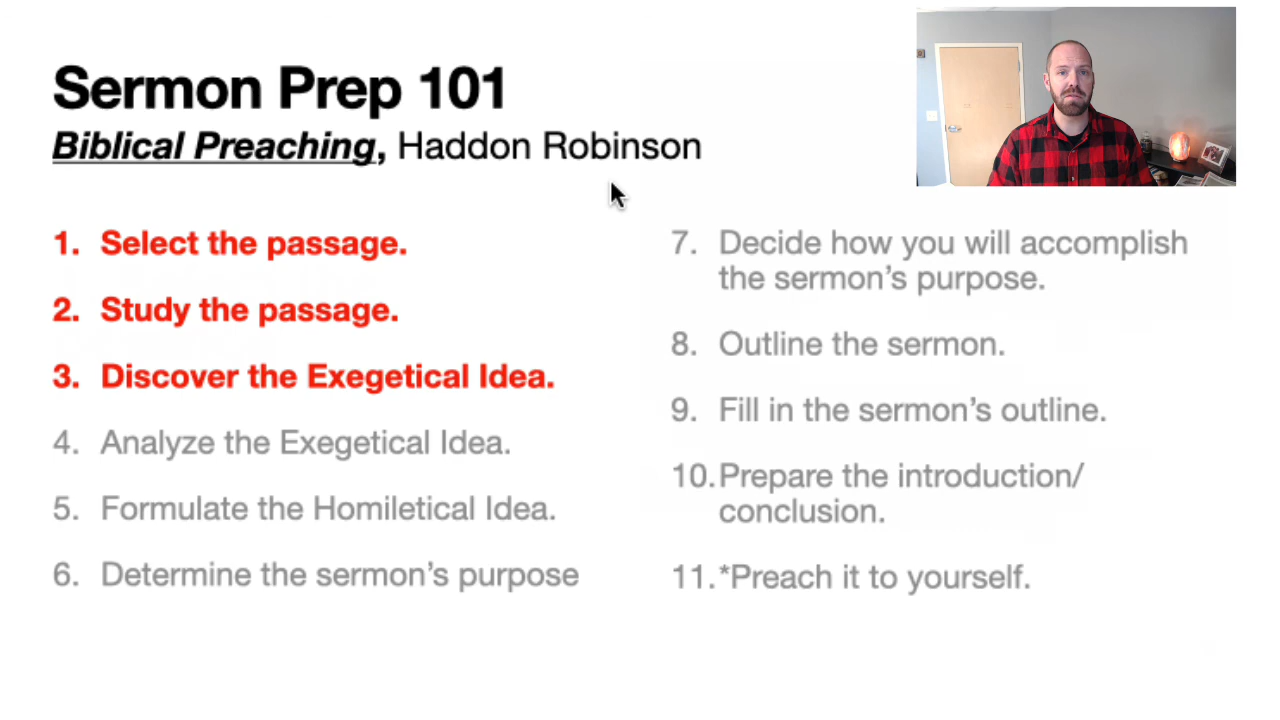 Sermon Prep 101
Biblical Preaching, Haddon Robinson
1. Select the passage.
2. Study the passage.
3. Discover the Exegetical Idea.
4. Analyze the Exegetical Idea.
5. Formulate the Homiletical Idea.
6. Determine the sermon’s purpose
7. Decide how you will accomplish
the sermon’s purpose.
8. Outline the sermon.
9. Fill in the sermon’s outline.
10. Prepare the introduction/
conclusion.
11. *Preach it to yourself.